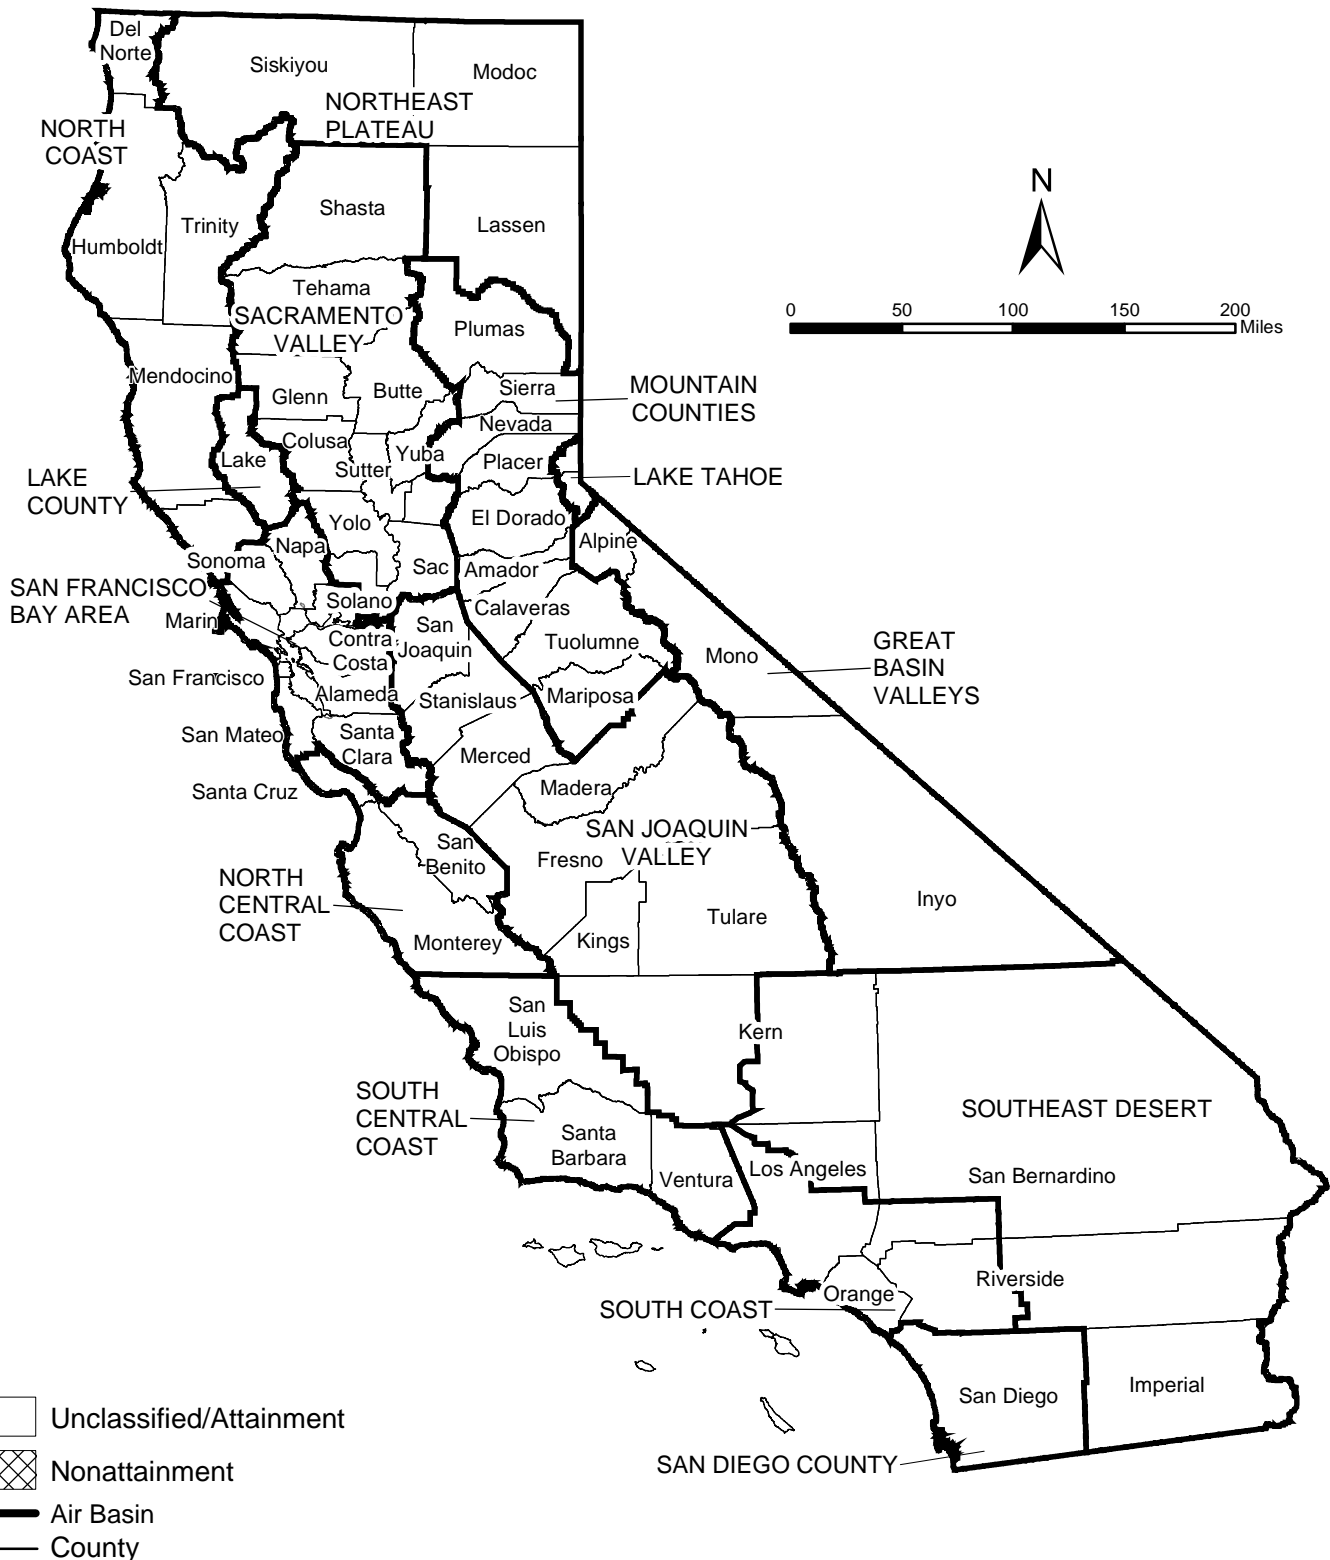 Del
Norte
Siskiyou
Modoc
NORTHEAST
PLATEAU
NORTH
COAST
N
Shasta
Trinity
Lassen
Humboldt
Tehama
SACRAMENTO
VALLEY
Plumas
0 50 100 150 200
Miles
Mendocino
Glenn
Butte
Sierra
MOUNTAIN
COUNTIES
Nevada
Colusa
Yuba
Sutter
Placer
Lake
LAKE TAHOE
LAKE
COUNTY
Yolo
El Dorado
Alpine
Napa
Sonoma
Sac
Amador
SAN FRANCISCO
BAY AREA
Solano
Calaveras
Marin
San
Joaquin
Contra
Costa
Tuolumne
Mono
GREAT
BASIN
VALLEYS
San Francisco
Alameda
Stanislaus
Mariposa
San Mateo
Santa
Clara
Merced
Santa Cruz
Madera
SAN JOAQUIN
VALLEY
San
Benito
Fresno
NORTH
CENTRAL
COAST
Inyo
Tulare
Monterey
Kings
San
Luis
Obispo
Kern
SOUTH
CENTRAL
COAST
SOUTHEAST DESERT
Santa
Barbara
Ventura
Los Angeles
San Bernardino
Riverside
Orange
SOUTH COAST
San Diego
Imperial
SAN DIEGO COUNTY
Unclassified/Attainment
Nonattainment
Air Basin
County